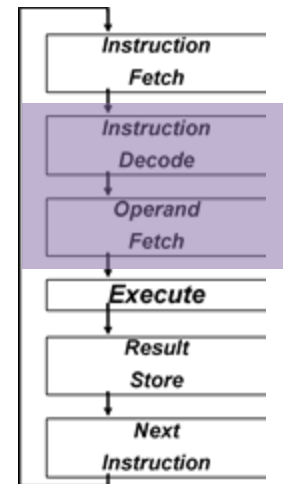 Instruction
Fetch
Instruction
Decode
Operand
Fetch
Execute
Result
Store
Next
Instruction